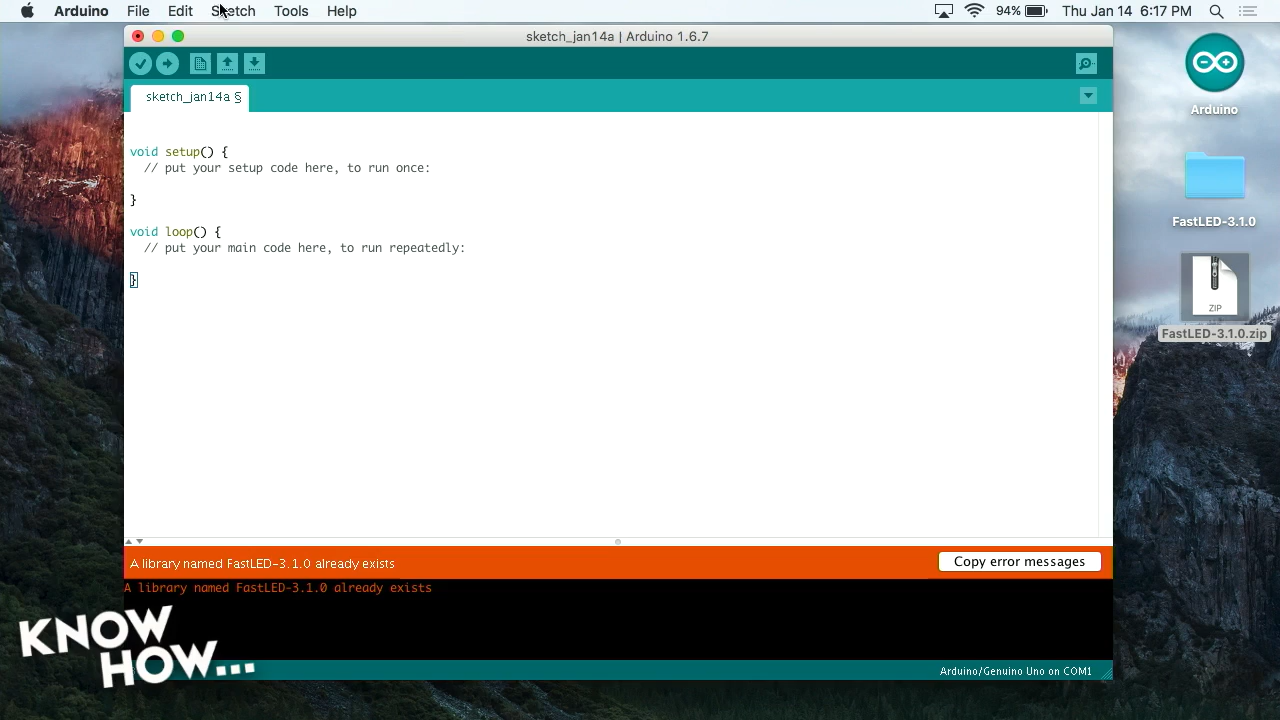 Arduino File Edit Sketch Tools Help 94% Thu Jan 14 6:17 PM
sketch_jan14a | Arduino 1.6.7
sketch_jan14a §
void setup() {
// put your setup code here, to run once:
}
void loop() {
// put your main code here, to run repeatedly:
}
Arduino
FastLED-3.1.0
ZIP
FastLED-3.1.0.zip
A library named FastLED-3.1.0 already exists
Copy error messages
A library named FastLED-3.1.0 already exists
KNOW
HOW...
Arduino/Genuino Uno on COM1